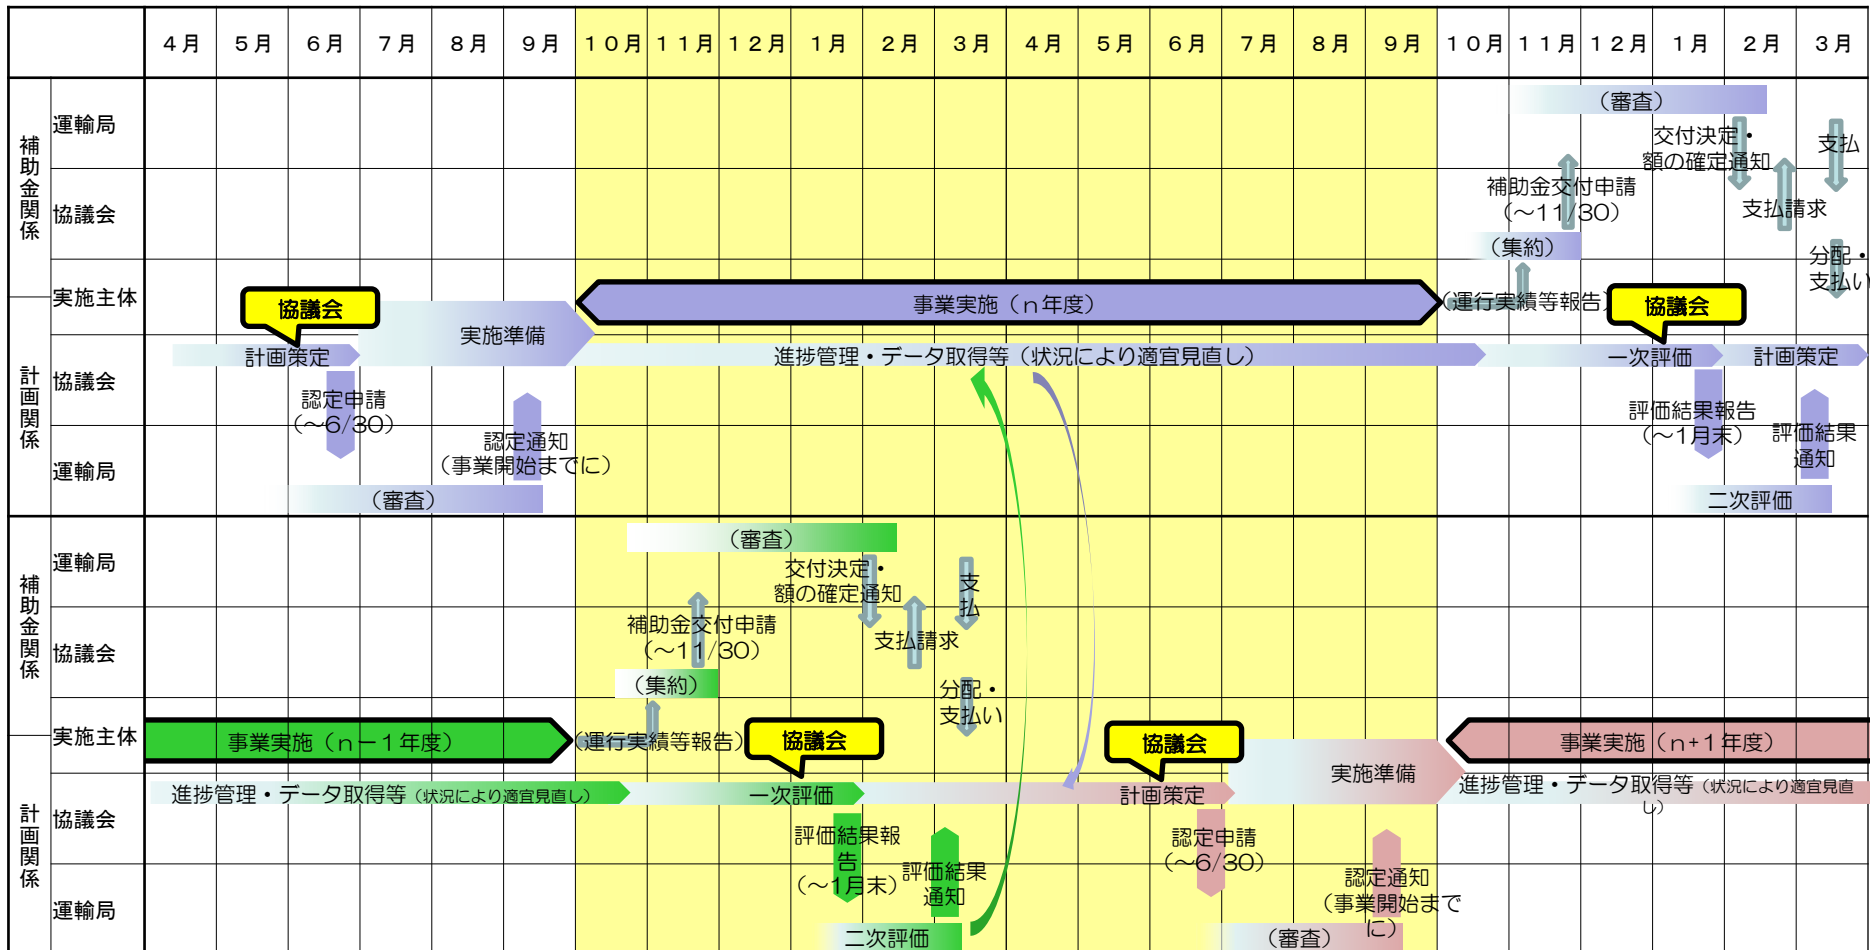 ４月 ５月 ６月 ７月 ８月 ９月 １０月 １１月 １２月 １月 ２月 ３月 ４月 ５月 ６月 ７月 ８月 ９月 １０月 １１月 １２月 １月 ２月 ３月
補助金関係
運輸局
（審査）
交付決定・
額の確定通知
支払
協議会
補助金交付申請
（～11/30）
支払請求
（集約）
分配・
支払い
実施主体
協議会
事業実施（ｎ年度）
（運行実績等報告）
協議会
実施準備
計画関係
計画策定
進捗管理・データ取得等（状況により適宜見直し）
一次評価
計画策定
協議会
認定申請
（～6/30）
認定通知
（事業開始までに）
評価結果報告
（～1月末）
評価結果
通知
運輸局
（審査）
二次評価
補助金関係
運輸局
（審査）
交付決定・
額の確定通知
支
払
協議会
補助金交付申請
（～11/30）
支払請求
（集約）
分配・
支払い
実施主体
事業実施（ｎ－１年度）
（運行実績等報告）
協議会
協議会
事業実施（ｎ+１年度）
実施準備
計画関係
進捗管理・データ取得等（状況により適宜見直し）
一次評価
計画策定
進捗管理・データ取得等（状況により適宜見直
し）
協議会
評価結果報
告
（～1月末）
評価結果
通知
認定申請
（～6/30）
認定通知
（事業開始まで
に）
運輸局
二次評価
（審査）